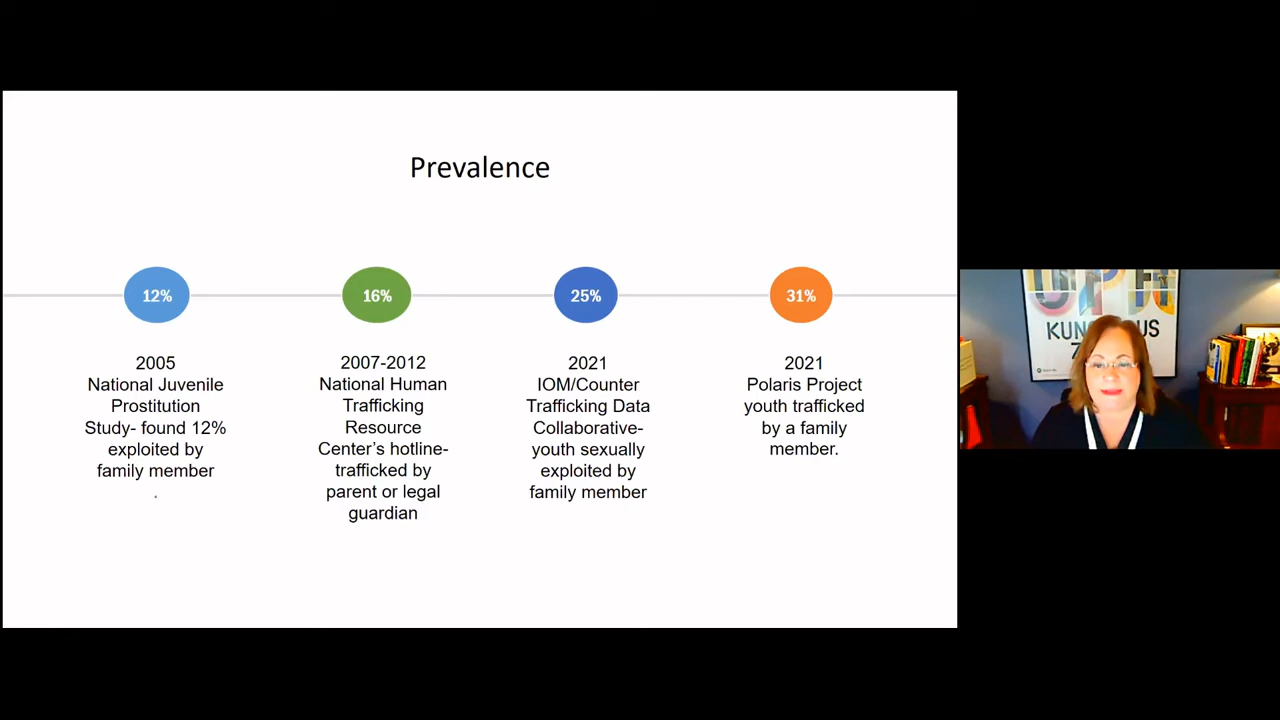 Prevalence
12%
16%
25%
31%
2005
National Juvenile
Prostitution
Study- found 12%
exploited by
family member
.
2007-2012
National Human
Trafficking
Resource
Center's hotline-
trafficked by
parent or legal
guardian
2021
IOM/Counter
Trafficking Data
Collaborative-
youth sexually
exploited by
family member
2021
Polaris Project
youth trafficked
by a family
member.